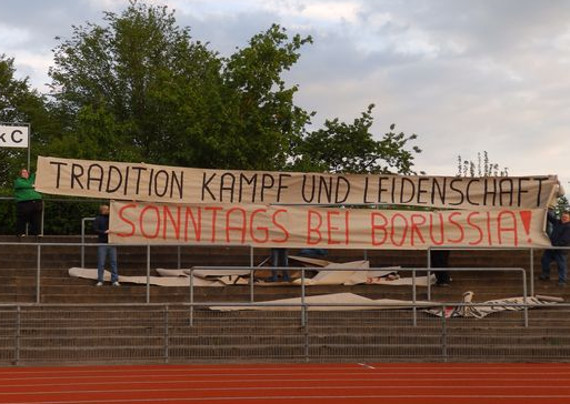 k C
TRADITION KAMPF UND LEIDENSCHAFT
SONNTAGS BEI BORUSSIA!